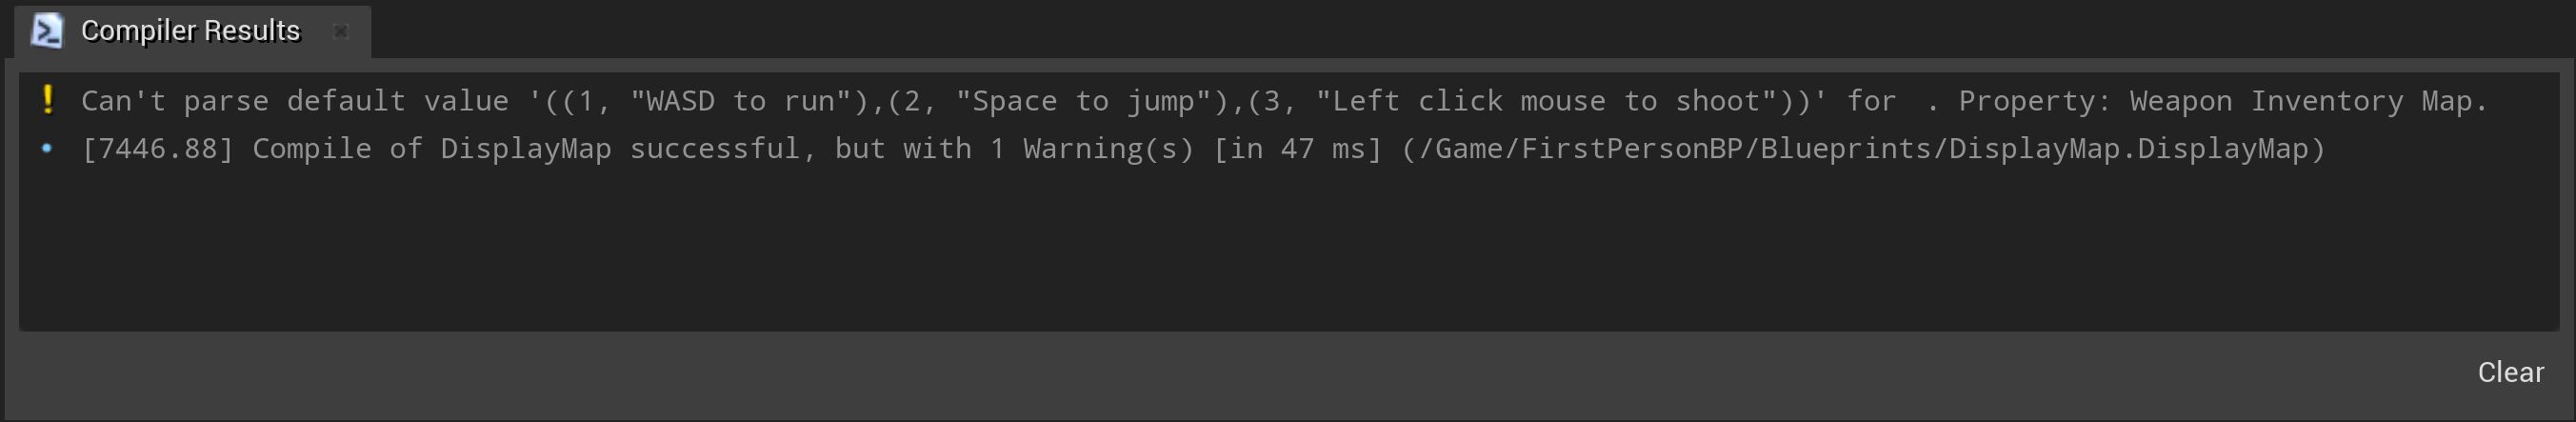 Compiler Results
Can't parse default value '((1, "WASD to run"),(2, "Space to jump"),(3, "Left click mouse to shoot"))' for  . Property: Weapon Inventory Map.
[7446.88] Compile of DisplayMap successful, but with 1 Warning(s) [in 47 ms] (/Game/FirstPersonBP/Blueprints/DisplayMap.DisplayMap)
Clear